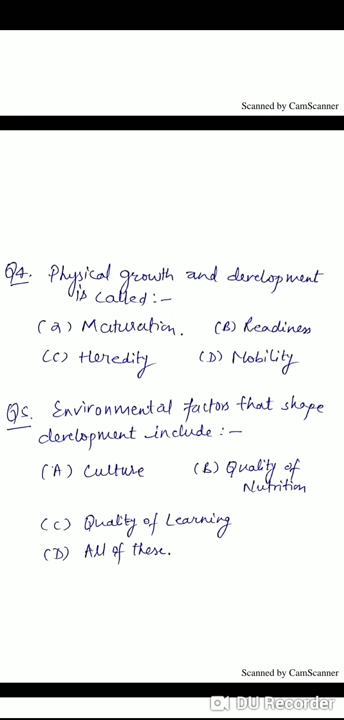 Scanned by CamScanner
Q4. Physical growth and development
is called :-
(a) Maturation. (B) Readiness
(C) Heredity (D) Mobility
Q5. Environmental factors that shape
development include :-
(A) Culture (B) Quality of
Nutrition
(C) Quality of Learning
(D) All of these.
Scanned by CamScanner
DU Recorder